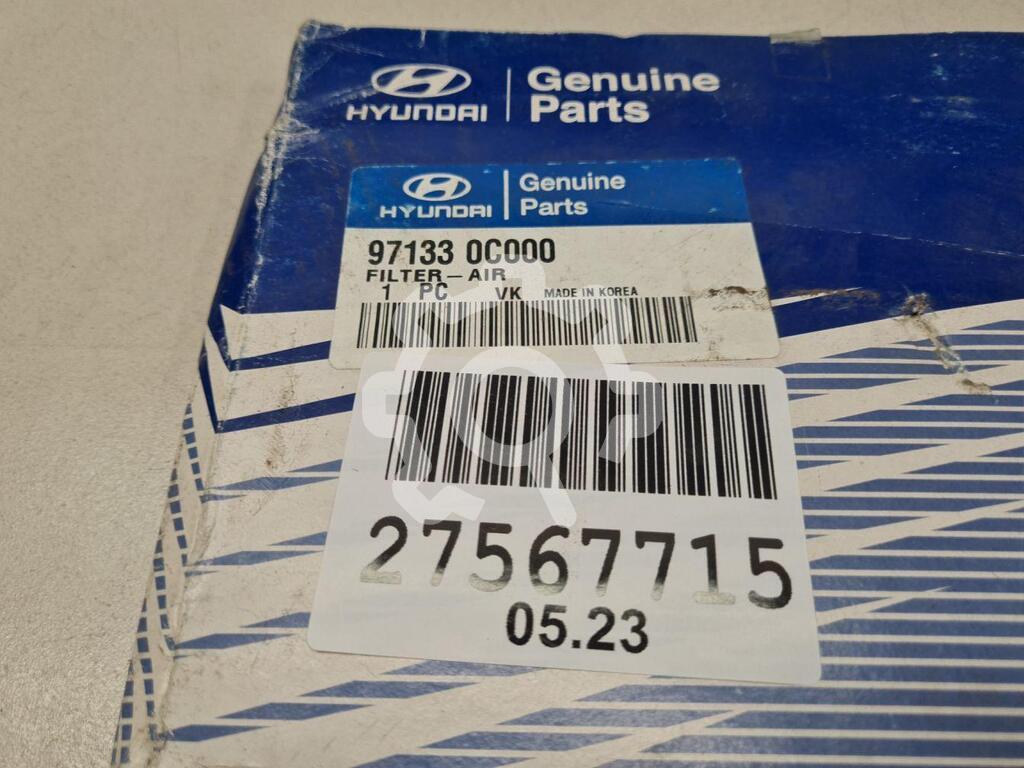 HYUNDAI
Genuine
Parts
HYUNDAI
Genuine
Parts
97133 0C000
FILTER-AIR
1 PC VK MADE IN KOREA
27567715
05.23